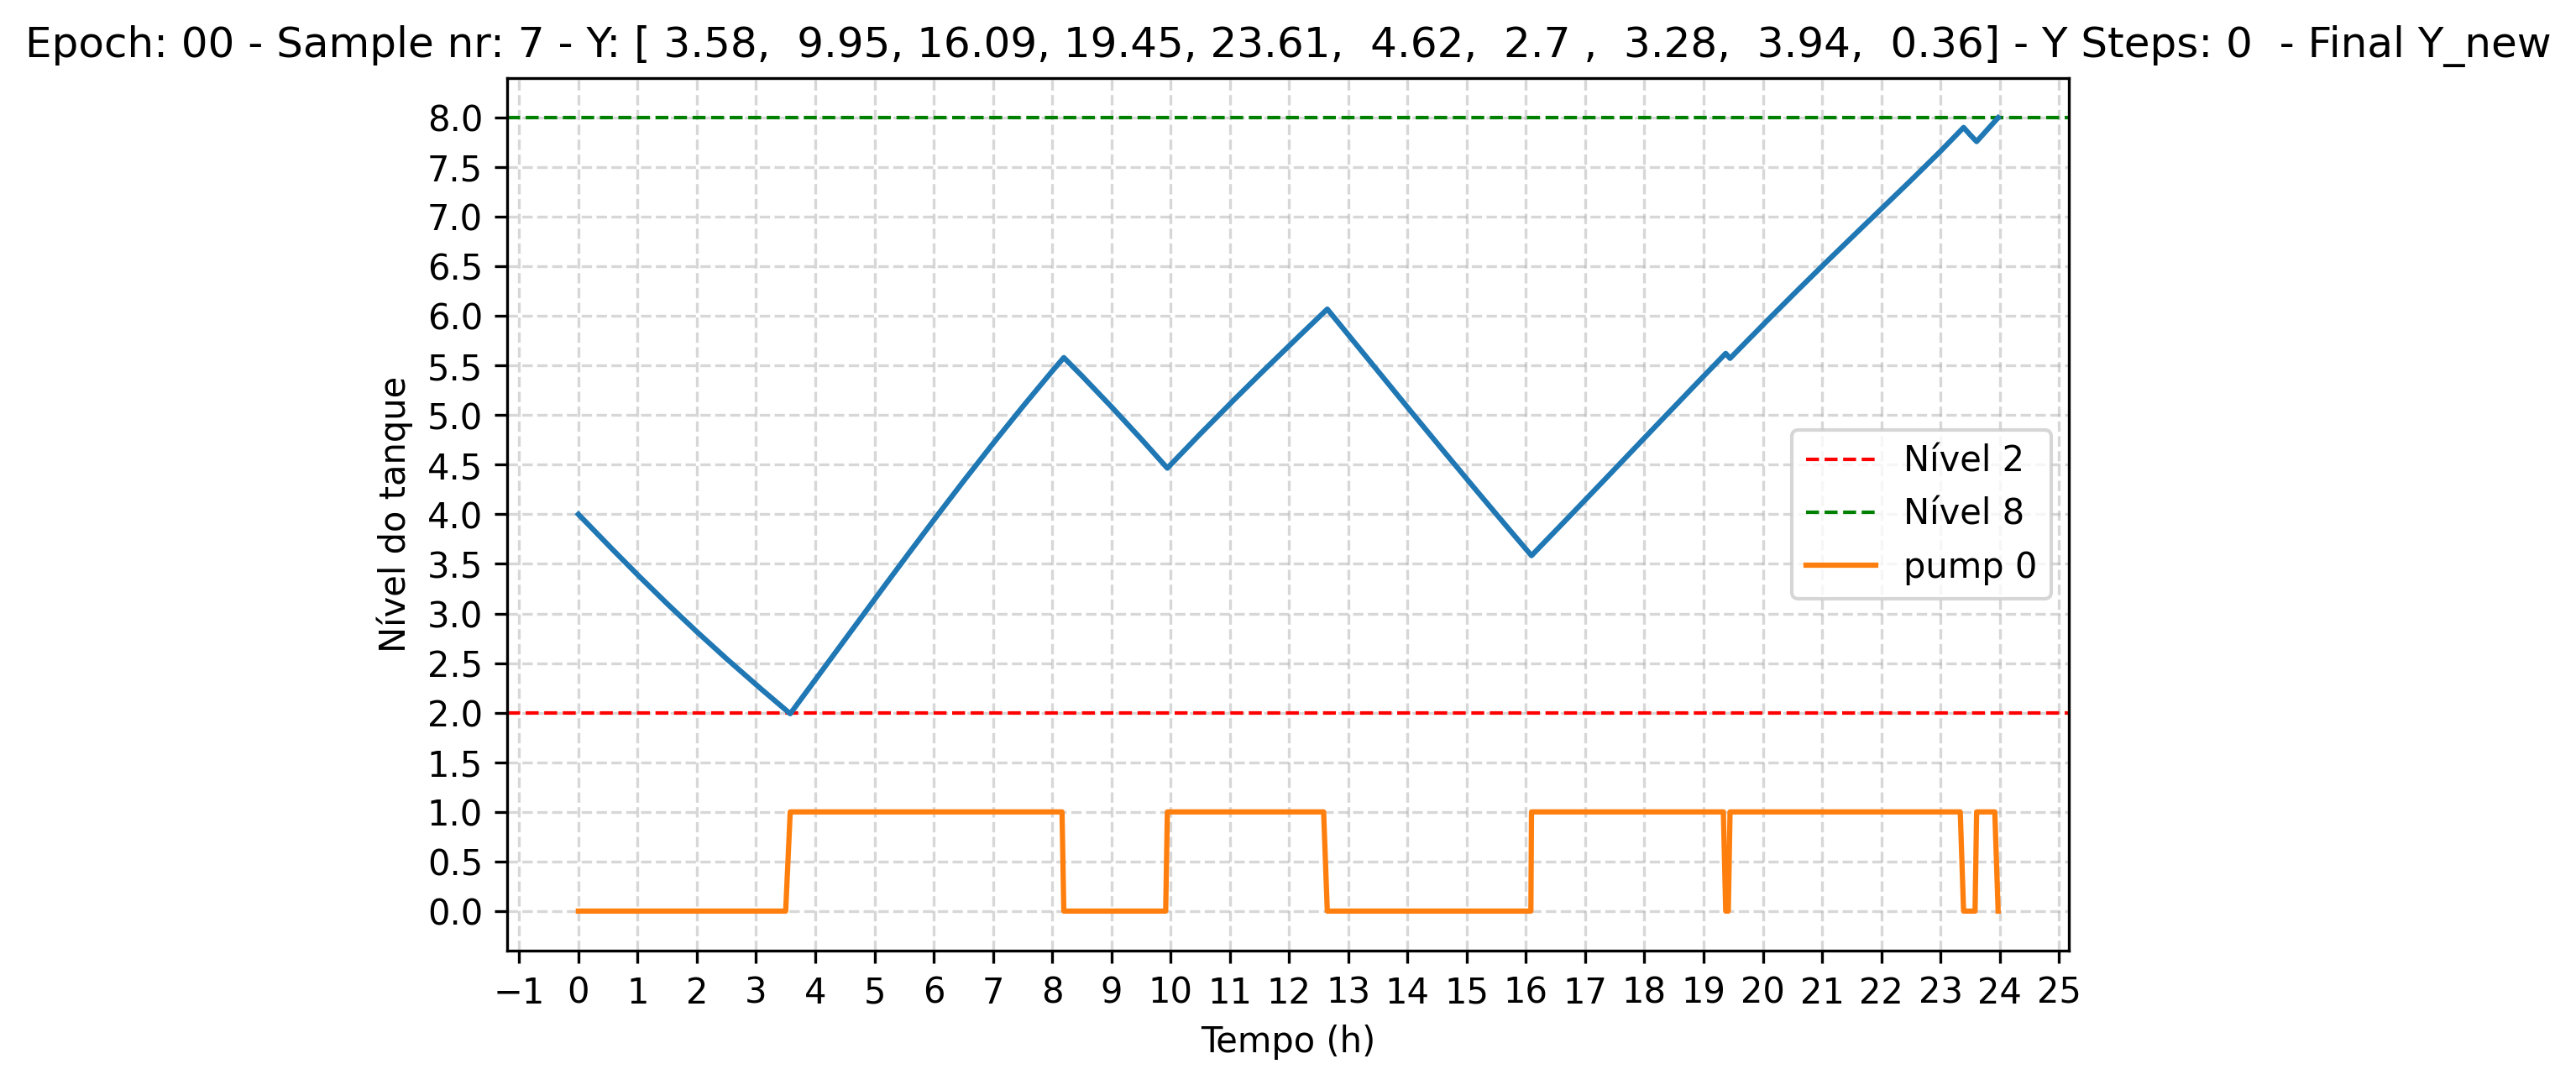 Epoch: 00 - Sample nr: 7 - Y: [ 3.58,  9.95, 16.09, 19.45, 23.61,  4.62,  2.7 ,  3.28,  3.94,  0.36] - Y Steps: 0  - Final Y_new
8.0
7.5
7.0
6.5
6.0
5.5
5.0
4.5
4.0
3.5
3.0
2.5
2.0
1.5
1.0
0.5
0.0
Nível do tanque
Nível 2
Nível 8
pump 0
−1 0 1 2 3 4 5 6 7 8 9 10 11 12 13 14 15 16 17 18 19 20 21 22 23 24 25
Tempo (h)